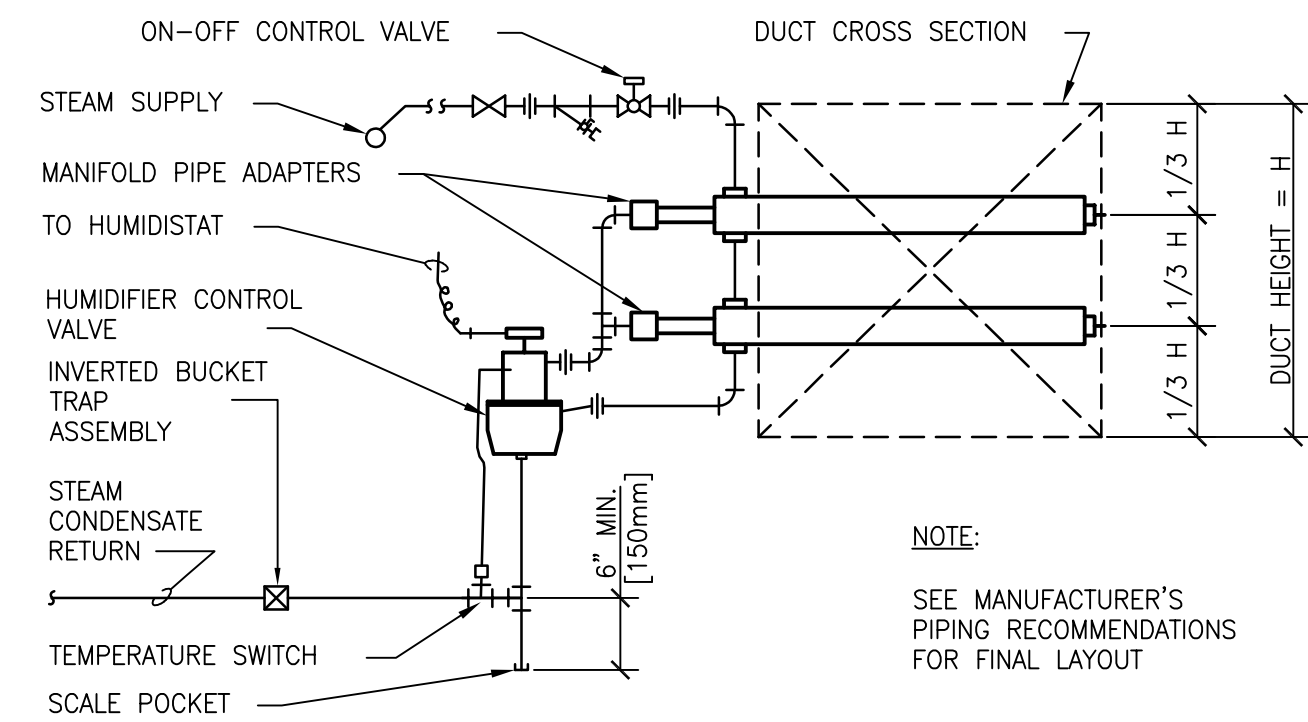 ON-OFF CONTROL VALVE
DUCT CROSS SECTION
STEAM SUPPLY
MANIFOLD PIPE ADAPTERS
TO HUMIDISTAT
HUMIDIFIER CONTROL
VALVE
INVERTED BUCKET
TRAP
ASSEMBLY
STEAM
CONDENSATE
RETURN
TEMPERATURE SWITCH
SCALE POCKET
6" MIN.
[150mm]
1/3 H
1/3 H
1/3 H
DUCT HEIGHT = H
NOTE:
SEE MANUFACTURER'S
PIPING RECOMMENDATIONS
FOR FINAL LAYOUT